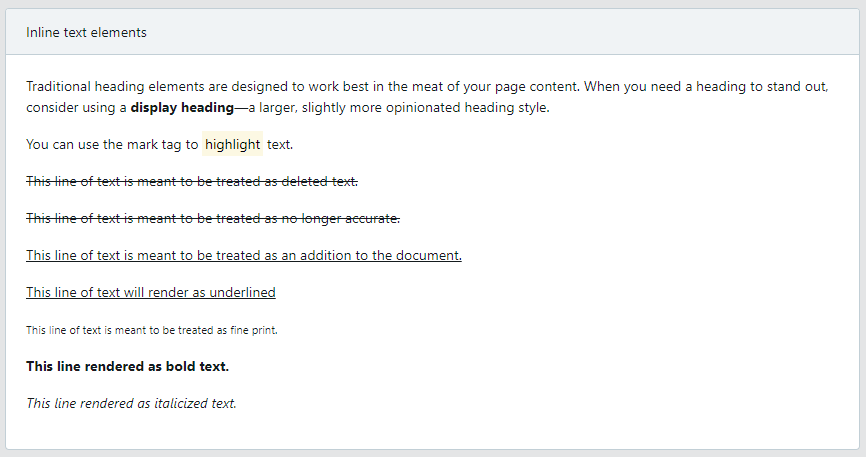 Inline text elements
Traditional heading elements are designed to work best in the meat of your page content. When you need a heading to stand out,
consider using a display heading—a larger, slightly more opinionated heading style.
You can use the mark tag to highlight text.
This line of text is meant to be treated as deleted text.
This line of text is meant to be treated as no longer accurate.
This line of text is meant to be treated as an addition to the document.
This line of text will render as underlined
This line of text is meant to be treated as fine print.
This line rendered as bold text.
This line rendered as italicized text.